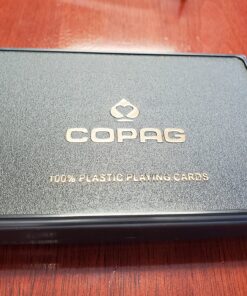 COPAG
100% PLASTIC PLAYING CARDS